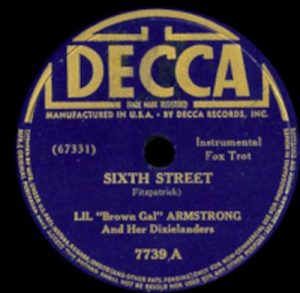 DECCA
TRADE MARK REGISTERED
MANUFACTURED IN U.S.A. • BY DECCA RECORDS, INC.
(67331)
Instrumental
Fox Trot
SIXTH STREET
(Fitzpatrick)
LIL "Brown Gal" ARMSTRONG
And Her Dixielanders
7739 A